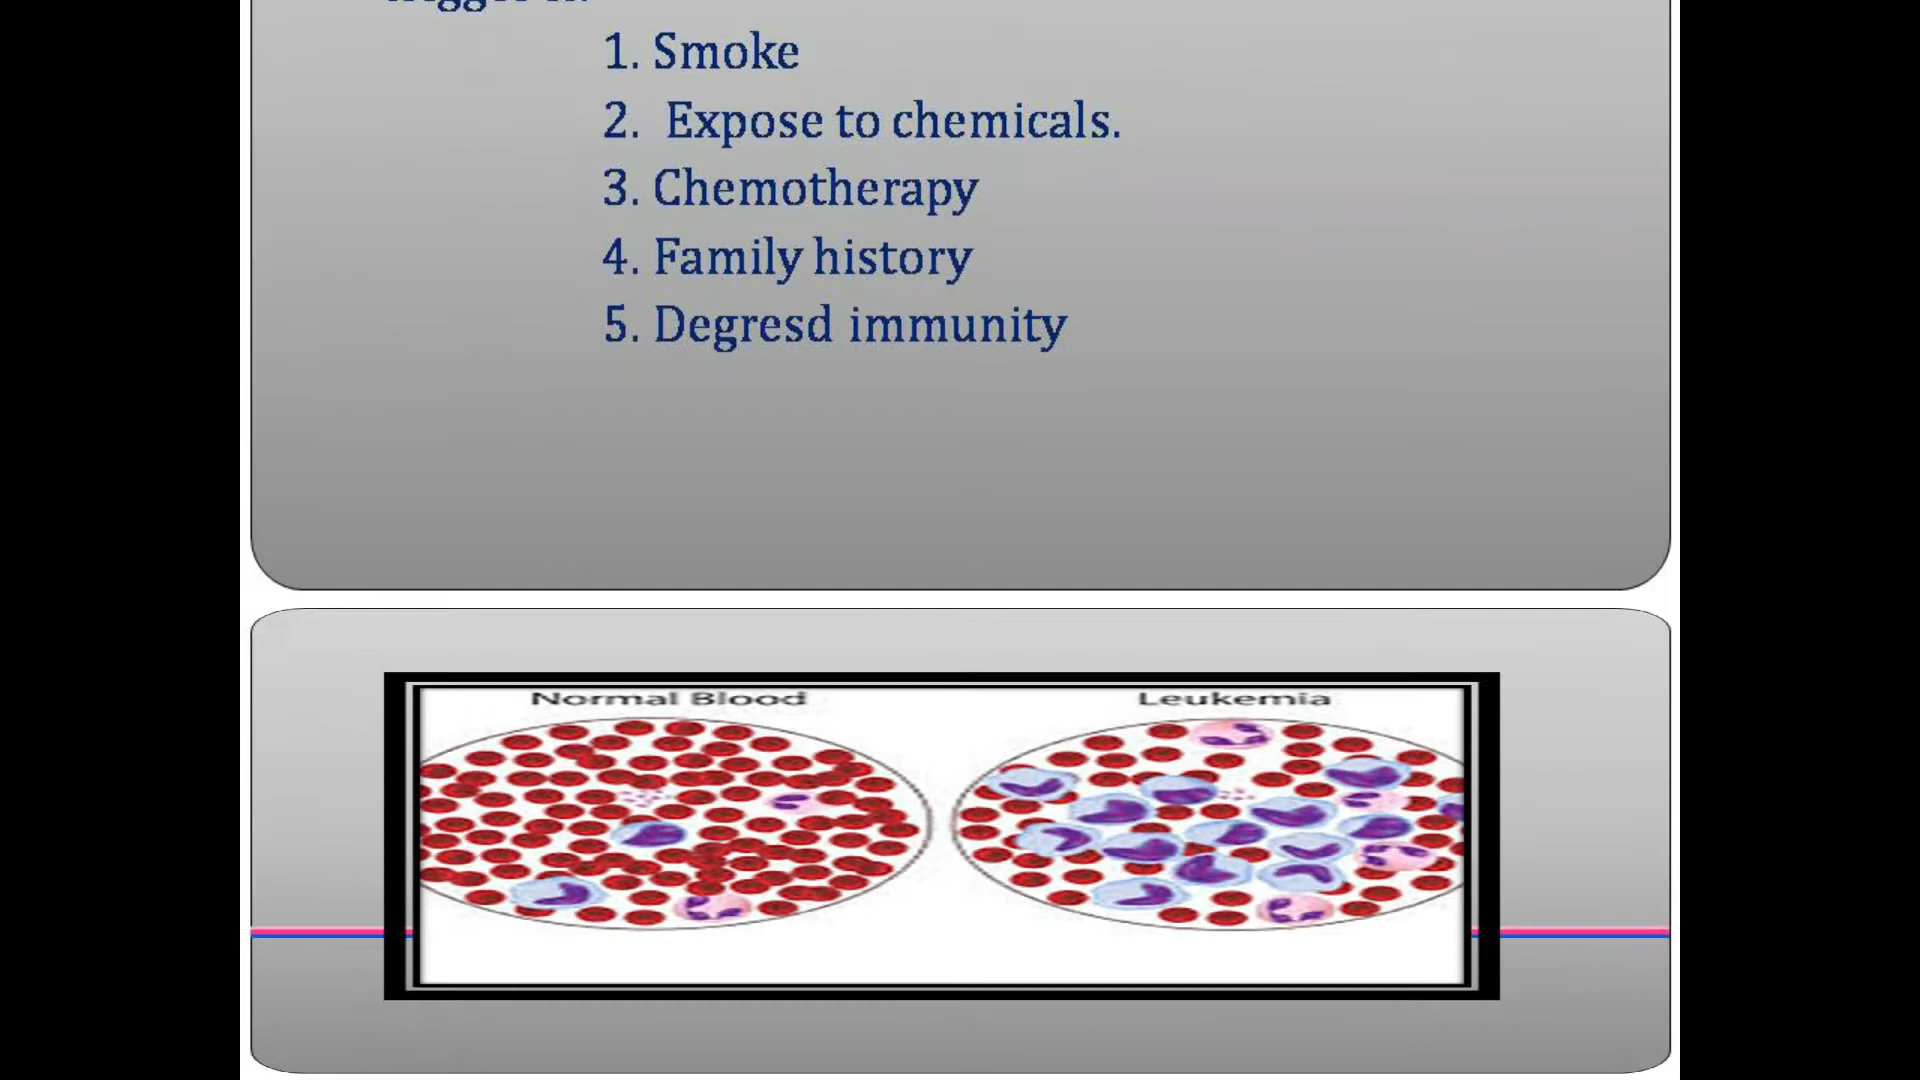 1. Smoke
2. Expose to chemicals.
3. Chemotherapy
4. Family history
5. Degresd immunity
Normal Blood
Leukemia